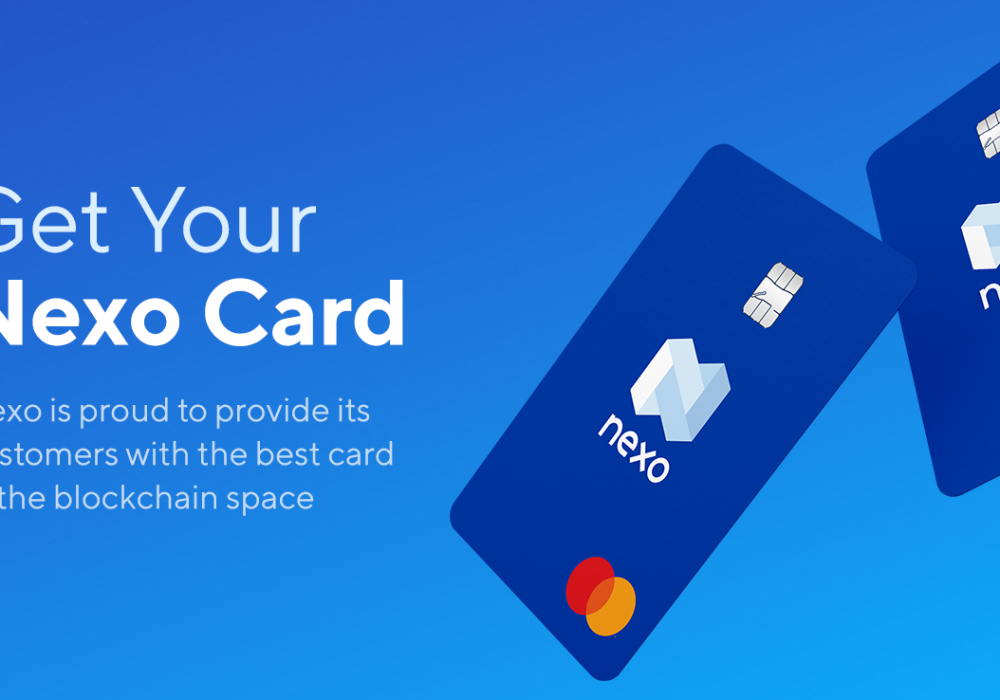 Get Your
Nexo Card
exo is proud to provide its
stomers with the best card
the blockchain space
nexo
n